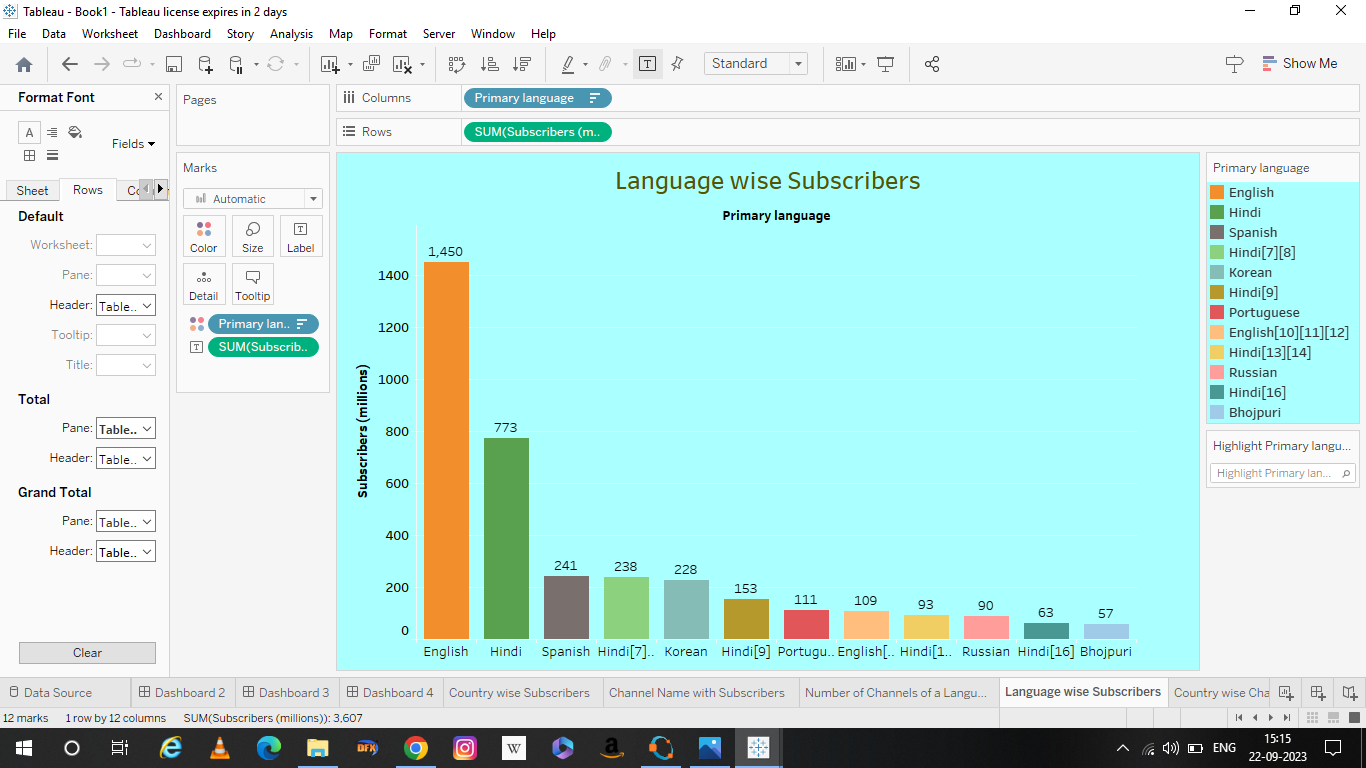 Tableau - Book1 - Tableau license expires in 2 days
File Data Worksheet Dashboard Story Analysis Map Format Server Window Help
Standard
Show Me
Format Font
Fields
Sheet Rows
Default
Worksheet:
Pane:
Header: Table..
Tooltip:
Title:
Total
Pane: Table..
Header: Table..
Grand Total
Pane: Table..
Header: Table..
Clear
Pages
Marks
Automatic
Color Size Label
Detail Tooltip
Primary lan..
SUM(Subscrib..
Columns Primary language
Rows SUM(Subscribers (m..
Language wise Subscribers
Primary language
Subscribers (millions)
1400
1200
1000
800
600
400
200
0
1,450
773
241
238
228
153
111
109
93
90
63
57
English Hindi Spanish Hindi[7].. Korean Hindi[9] Portugu.. English[.. Hindi[1.. Russian Hindi[16] Bhojpuri
Primary language
English
Hindi
Spanish
Hindi[7][8]
Korean
Hindi[9]
Portuguese
English[10][11][12]
Hindi[13][14]
Russian
Hindi[16]
Bhojpuri
Highlight Primary langu...
Highlight Primary lan...
Data Source Dashboard 2 Dashboard 3 Dashboard 4 Country wise Subscribers Channel Name with Subscribers Number of Channels of a Langu... Language wise Subscribers Country wise Cha
12 marks 1 row by 12 columns SUM(Subscribers (millions)): 3,607
DFX
W
a
ENG
15:15
22-09-2023